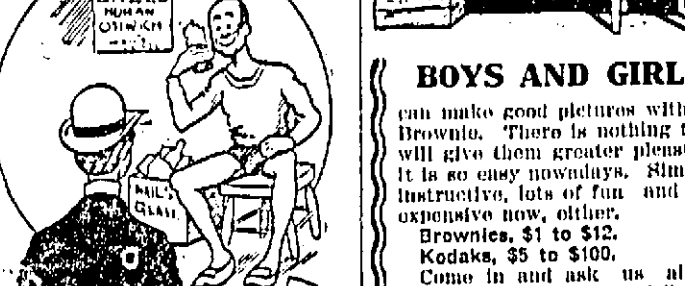 HUMAN
OSTRICH
NAILS
GLASS
BOYS AND GIRL
can make good pictures with
Brownie. There is nothing t
will give them greater pleas
It is so easy nowadays. Sim
instructive, lots of fun and
expensive now, either.
Brownies, $1 to $12.
Kodaks, $5 to $100.
Come in and ask us al